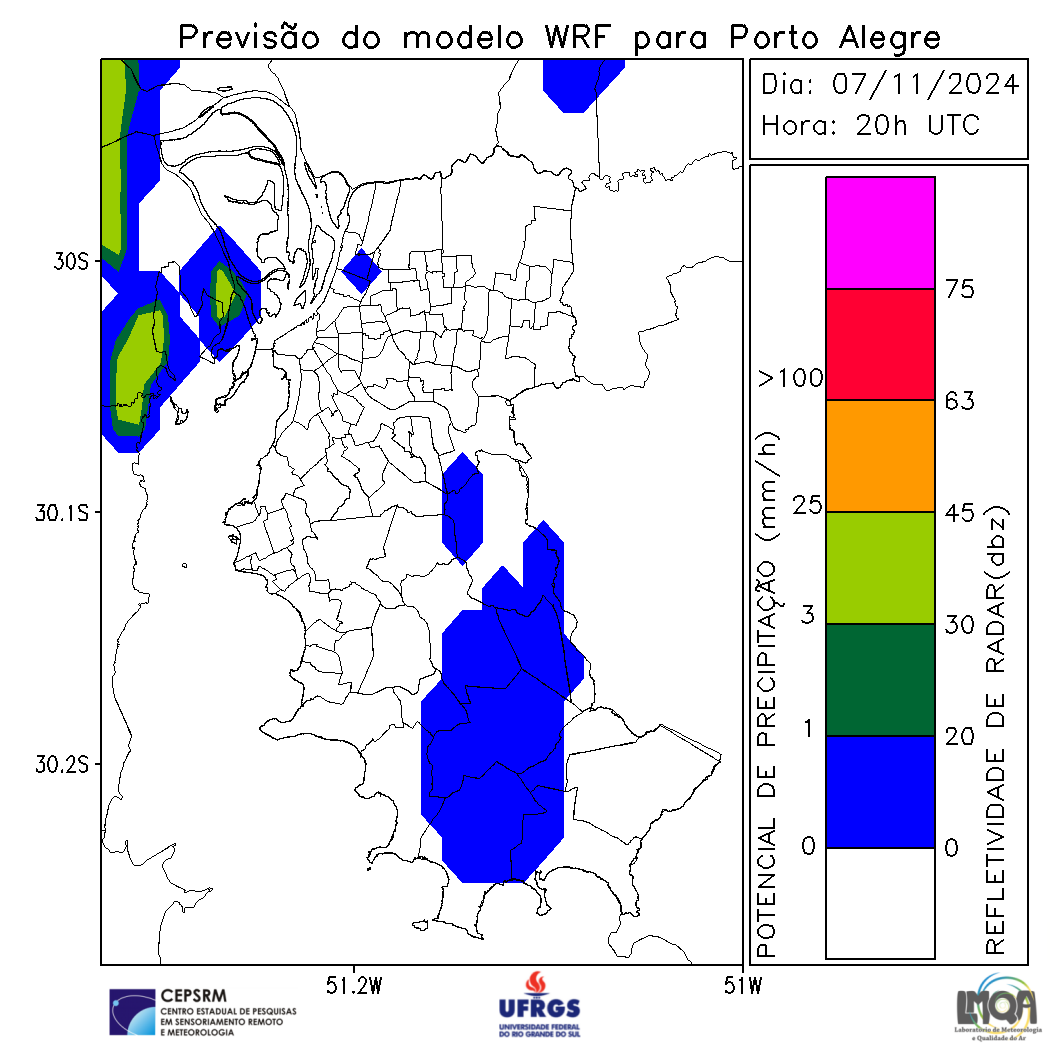 Previsão do modelo WRF para Porto Alegre
Dia: 07/11/2024
Hora: 20h UTC
30S
30.1S
30.2S
51.2W
51W
POTENCIAL DE PRECIPITAÇÃO (mm/h)
>100
25
3
1
0
75
63
45
30
20
0
REFLETIVIDADE DE RADAR(dbz)
CEPSRM
CENTRO ESTADUAL DE PESQUISAS
EM SENSORIAMENTO REMOTO
E METEOROLOGIA
UFRGS
UNIVERSIDADE FEDERAL
DO RIO GRANDE DO SUL
LMQA
Laboratório de Meteorologia
e Qualidade do Ar